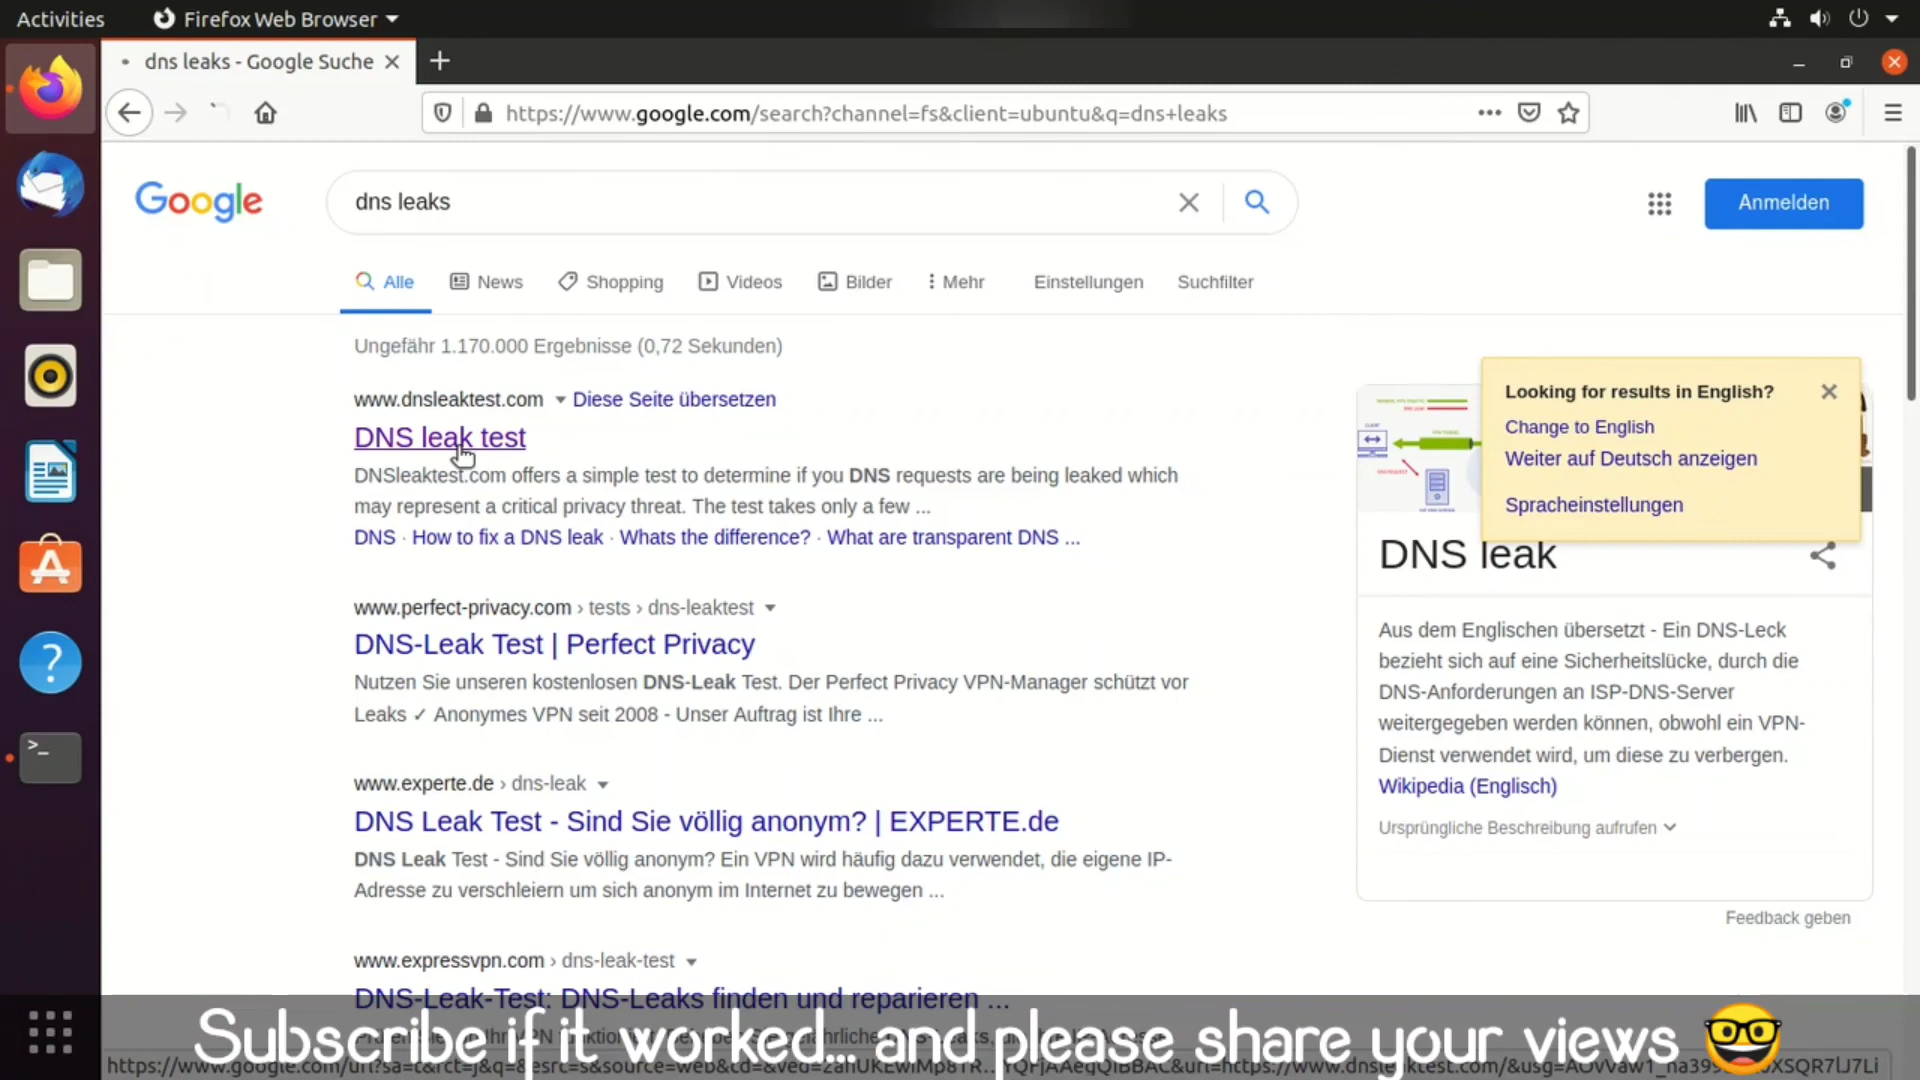 Activities
Firefox Web Browser
dns leaks - Google Suche
https://www.google.com/search?channel=fs&client=ubuntu&q=dns+leaks
Google
dns leaks
Anmelden
Alle
News
Shopping
Videos
Bilder
Mehr
Einstellungen
Suchfilter
Ungefähr 1.170.000 Ergebnisse (0,72 Sekunden)
www.dnsleaktest.com
Diese Seite übersetzen
DNS leak test
DNSleaktest.com offers a simple test to determine if you DNS requests are being leaked which
may represent a critical privacy threat. The test takes only a few ...
DNS · How to fix a DNS leak · Whats the difference? · What are transparent DNS ...
www.perfect-privacy.com › tests › dns-leaktest
DNS-Leak Test | Perfect Privacy
Nutzen Sie unseren kostenlosen DNS-Leak Test. Der Perfect Privacy VPN-Manager schützt vor
Leaks ✓ Anonymes VPN seit 2008 - Unser Auftrag ist Ihre ...
www.experte.de › dns-leak
DNS Leak Test - Sind Sie völlig anonym? | EXPERTE.de
DNS Leak Test - Sind Sie völlig anonym? Ein VPN wird häufig dazu verwendet, die eigene IP-
Adresse zu verschleiern um sich anonym im Internet zu bewegen ...
www.expressvpn.com › dns-leak-test
DNS-Leak-Test: DNS-Leaks finden und reparieren ...
Looking for results in English?
Change to English
Weiter auf Deutsch anzeigen
Spracheinstellungen
DNS leak
Aus dem Englischen übersetzt - Ein DNS-Leck
bezieht sich auf eine Sicherheitslücke, durch die
DNS-Anforderungen an ISP-DNS-Server
weitergegeben werden können, obwohl ein VPN-
Dienst verwendet wird, um diese zu verbergen.
Wikipedia (Englisch)
Ursprüngliche Beschreibung aufrufen
Feedback geben
Subscribe if it worked... and please share your views